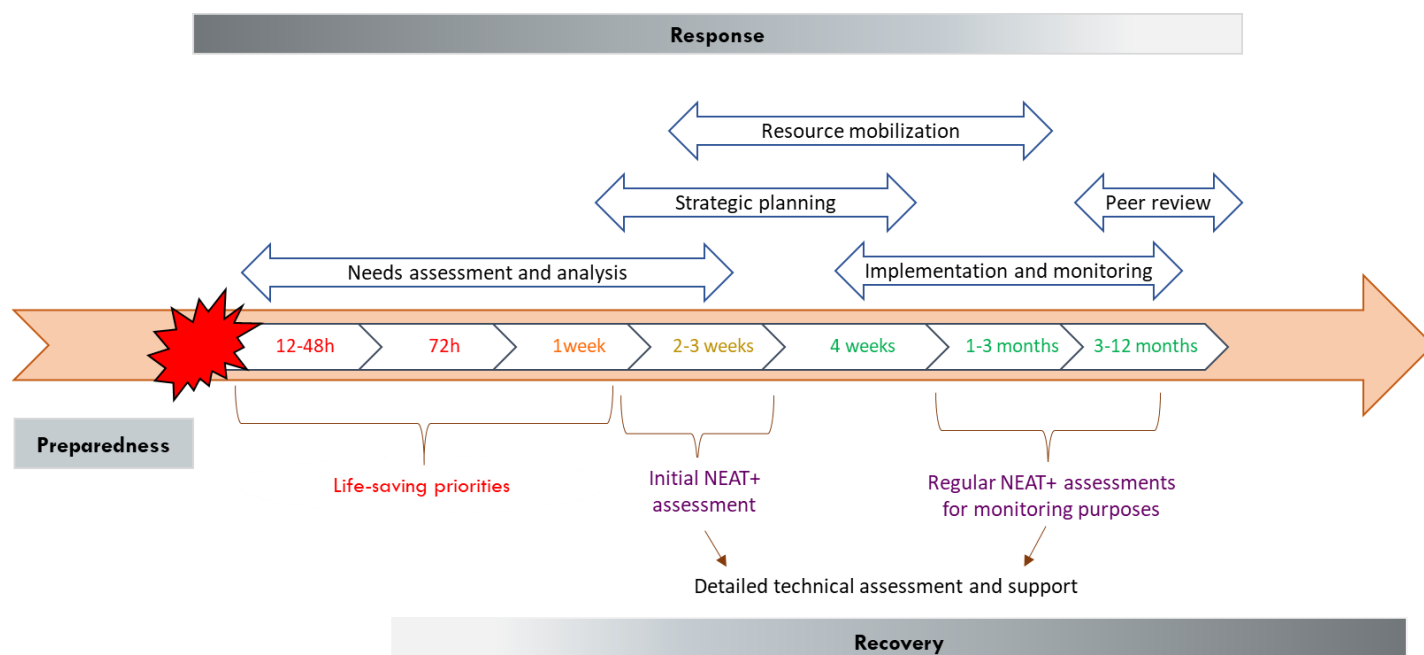 Response
Resource mobilization
Strategic planning
Peer review
Needs assessment and analysis
Implementation and monitoring
12-48h
72h
1week
2-3 weeks
4 weeks
1-3 months
3-12 months
Preparedness
Life-saving priorities
Initial NEAT+
assessment
Regular NEAT+ assessments
for monitoring purposes
Detailed technical assessment and support
Recovery